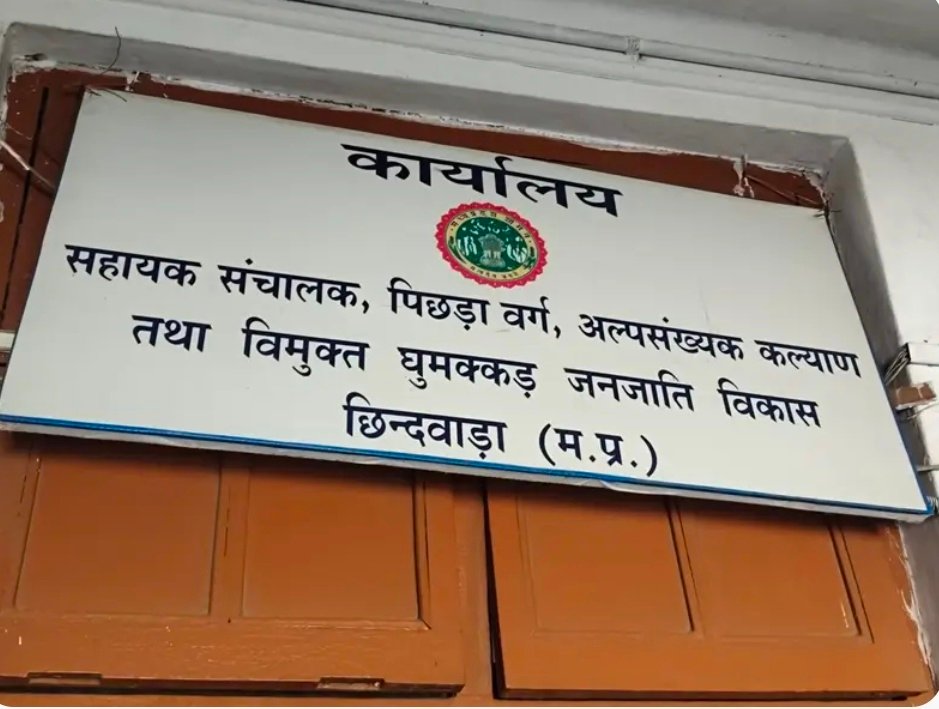 कार्यालय
सहायक संचालक, पिछड़ा वर्ग, अल्पसंख्यक कल्याण
तथा विमुक्त घुमक्कड़ जनजाति विकास
छिन्दवाड़ा (म.प्र.)